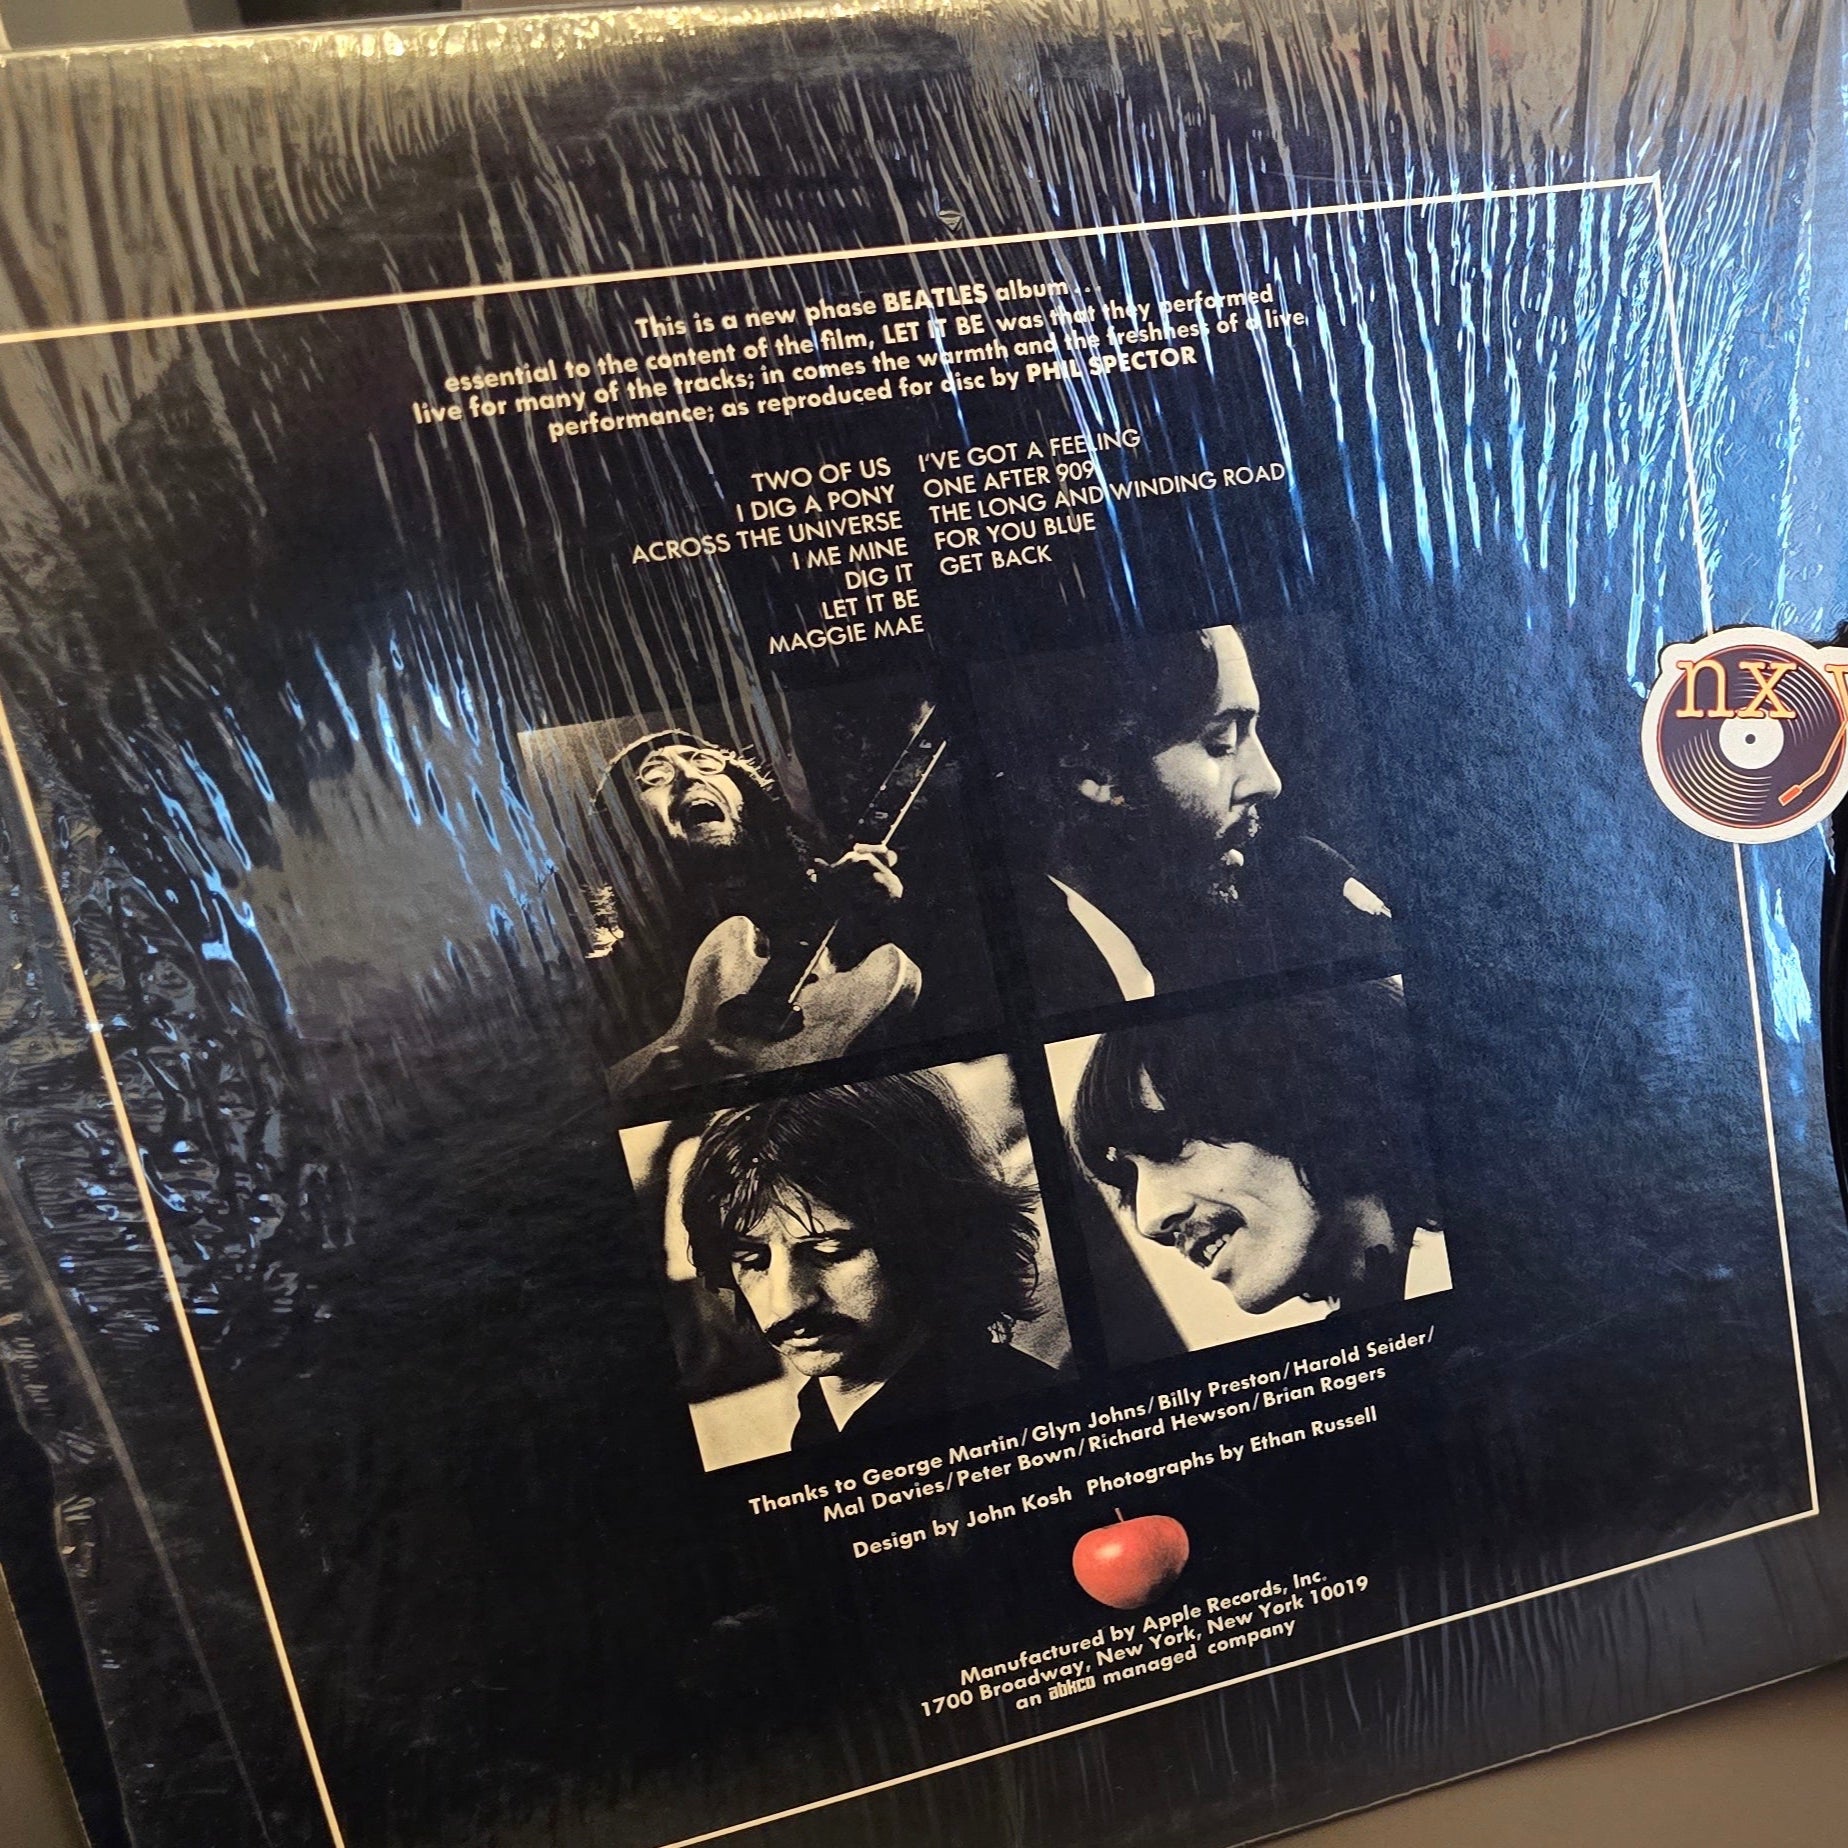 This is a new phase BEATLES album...
essential to the content of the film, LET IT BE was that they performed
live for many of the tracks; in comes the warmth and the freshness of a live
performance; as reproduced for disc by PHIL SPECTOR
TWO OF US
I DIG A PONY
ACROSS THE UNIVERSE
I ME MINE
DIG IT
LET IT BE
MAGGIE MAE
I'VE GOT A FEELING
ONE AFTER 909
THE LONG AND WINDING ROAD
FOR YOU BLUE
GET BACK
nx
Thanks to George Martin/Glyn Johns/Billy Preston/Harold Seider/
Mal Davies/Peter Bown/Richard Hewson/Brian Rogers
Design by John Kosh Photographs by Ethan Russell
Manufactured by Apple Records, Inc.
1700 Broadway, New York, New York 10019
an abkco managed company